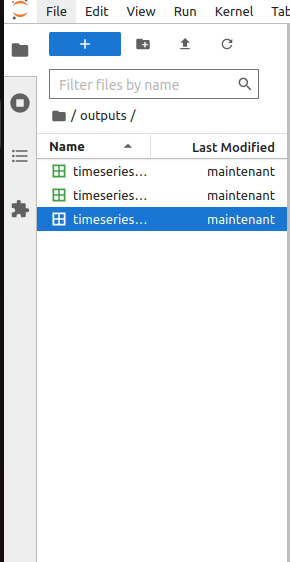 File Edit View Run Kernel Tab
Filter files by name
/ outputs /
Name Last Modified
timeseries... maintenant
timeseries... maintenant
timeseries... maintenant